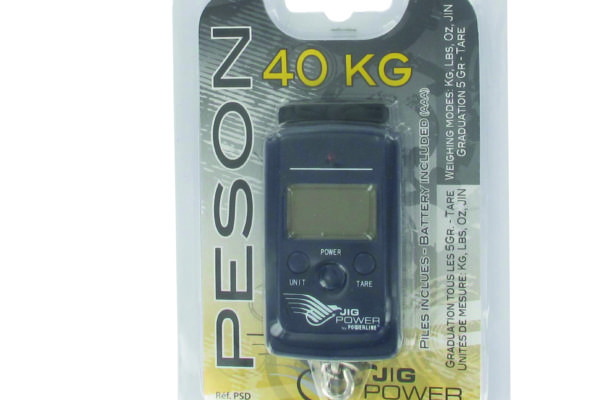 PESON
40 KG
POWER
UNIT
TARE
JIG
POWER
by POWERLINE
PILES INCLUES - BATTERY INCLUDED (AAA)
WEIGHING MODES: KG, LBS, OZ, JIN
GRADUATION 5 GR - TARE
GRADUATION TOUS LES 5GR. - TARE
UNITES DE MESURE: KG, LBS, OZ, JIN
JIG
POWER
Réf. PSD